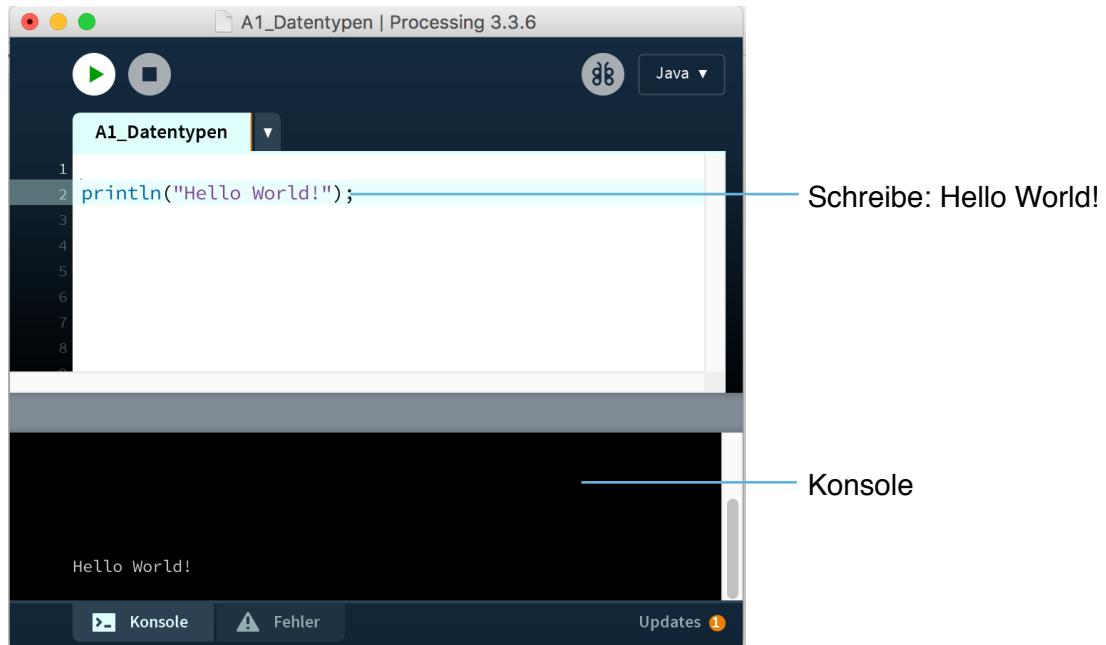 A1_Datentypen | Processing 3.3.6
Java ▼
A1_Datentypen ▼
1
2 println("Hello World!");
Schreibe: Hello World!
3
4
5
6
7
8
Konsole
Hello World!
>_ Konsole
Fehler
Updates 1